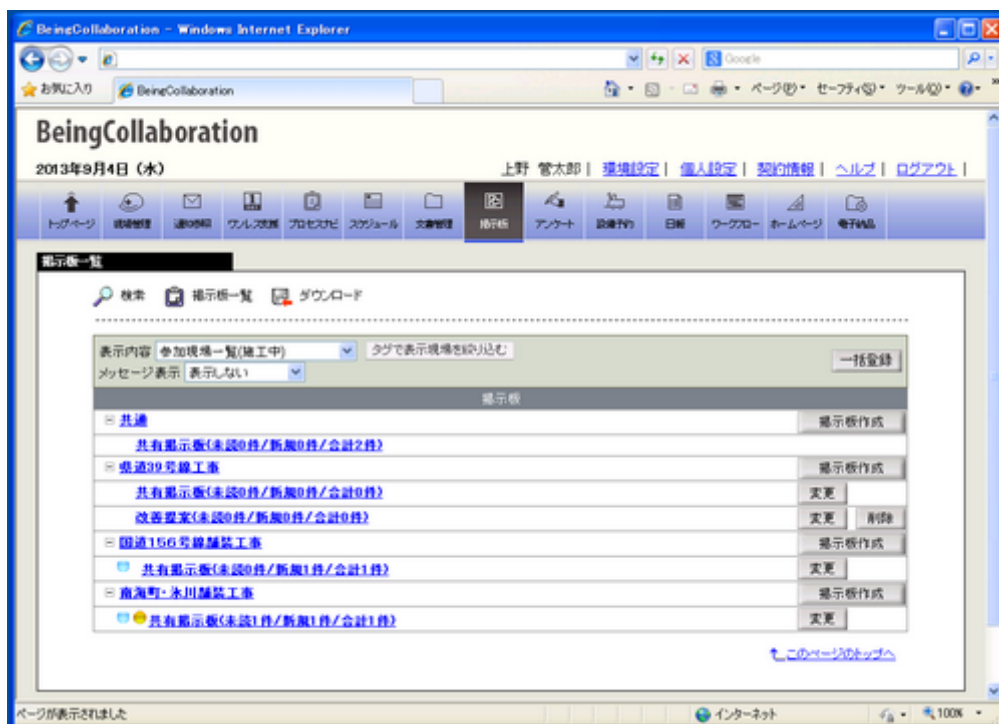 BeingCollaboration - Windows Internet Explorer
Google
お気に入り BeingCollaboration ページ(P) セーフティ(S) ツール(O)
BeingCollaboration
2013年9月4日 (水) 上野 管太郎 | 環境設定 | 個人設定 | 契約情報 | ヘルプ | ログアウト |
トップページ 現場管理 通知確認 ワンレス対策 プロセスナビ スケジュール 文書管理 掲示板 アンケート 設備予約 日報 ワークフロー ホームページ 電子納品
掲示板一覧
検索 掲示板一覧 ダウンロード
表示内容 参加現場一覧(施工中) タグで表示現場を絞り込む
一括登録
メッセージ表示 表示しない
掲示板
共通 掲示板作成
共有掲示板(未読0件/新規0件/合計2件)
県道39号線工事 掲示板作成
共有掲示板(未読0件/新規0件/合計0件) 変更
改善提案(未読0件/新規0件/合計0件) 変更 削除
国道156号線舗装工事 掲示板作成
共有掲示板(未読0件/新規1件/合計1件) 変更
南海町・氷川舗装工事 掲示板作成
共有掲示板(未読1件/新規1件/合計1件) 変更
このページのトップへ
ページが表示されました インターネット 100%